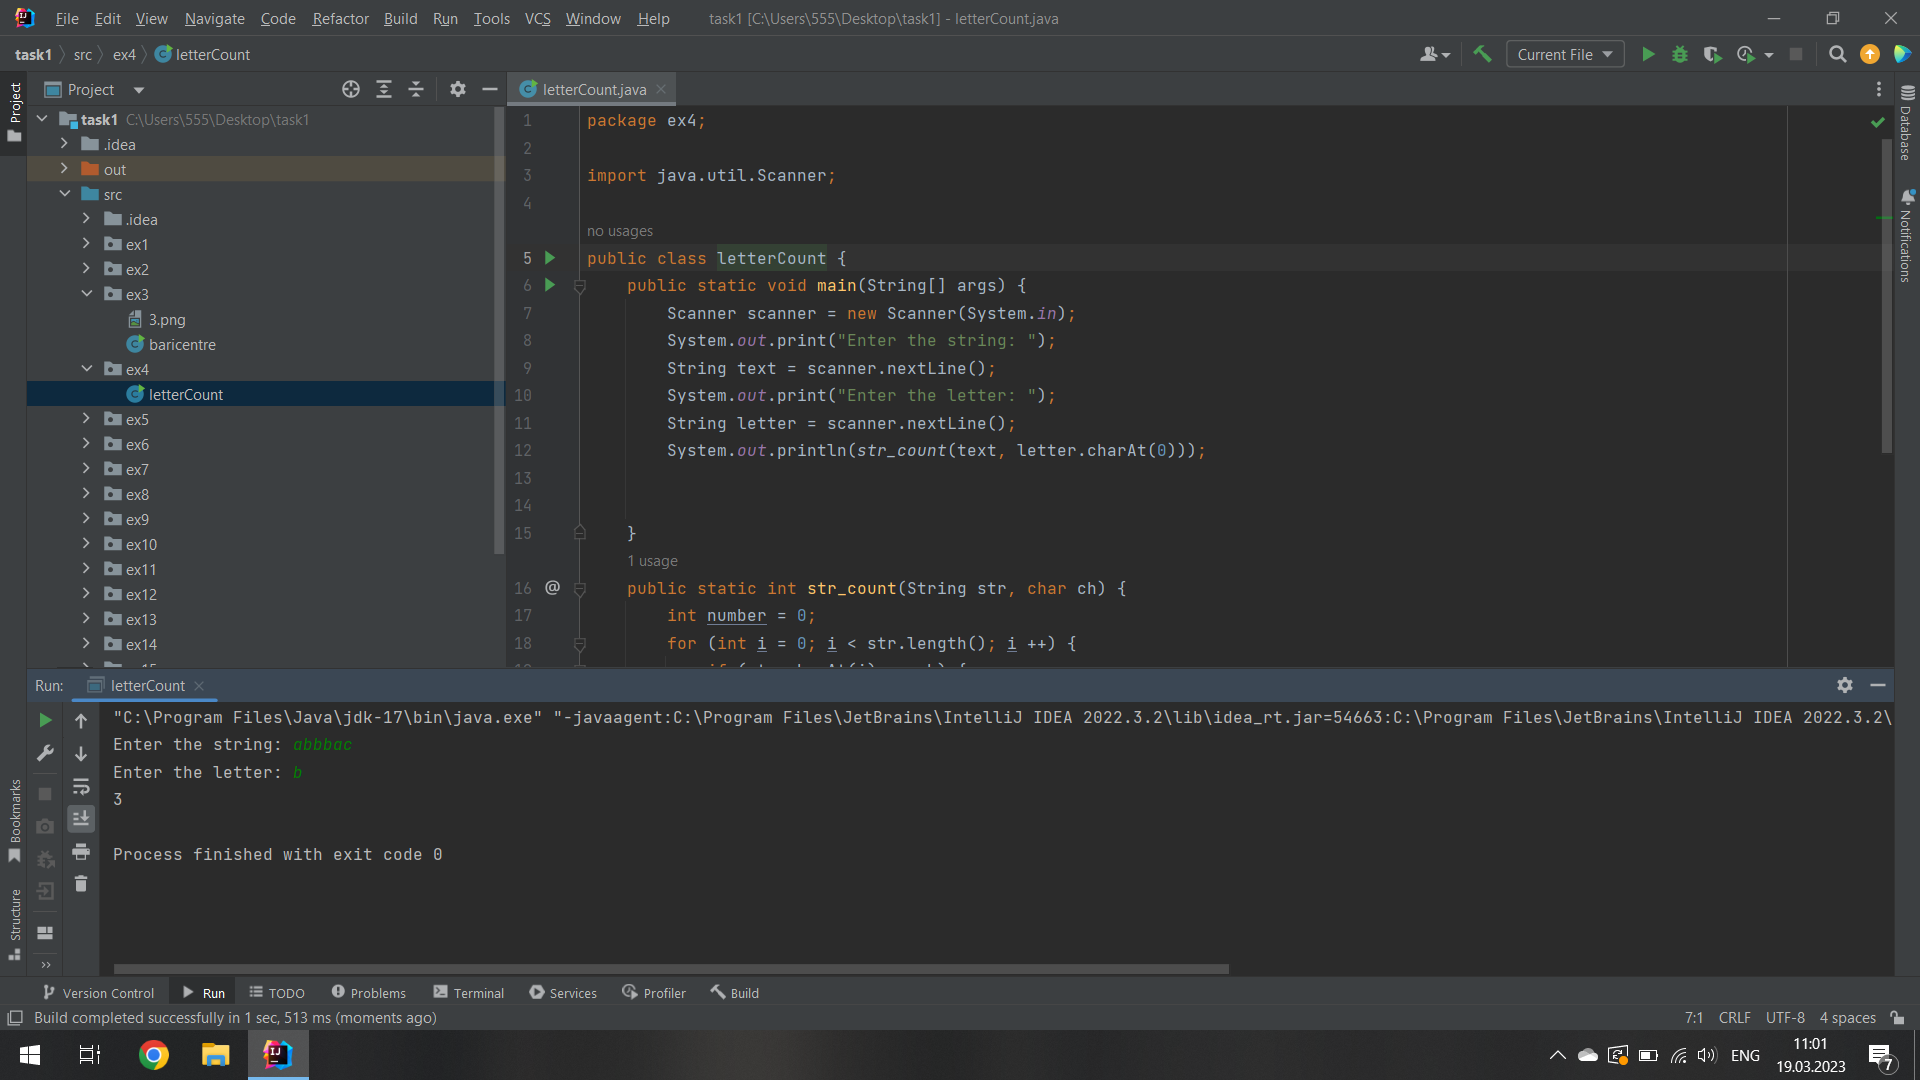 File Edit View Navigate Code Refactor Build Run Tools VCS Window Help task1 [C:\Users\555\Desktop\task1] - letterCount.java
task1 src ex4 letterCount
Current File
Project
letterCount.java
Project
task1 C:\Users\555\Desktop\task1
.idea
out
src
.idea
ex1
ex2
ex3
3.png
baricentre
ex4
letterCount
ex5
ex6
ex7
ex8
ex9
ex10
ex11
ex12
ex13
ex14
1 package ex4;
2
3 import java.util.Scanner;
4
no usages
5 public class letterCount {
6 public static void main(String[] args) {
7 Scanner scanner = new Scanner(System.in);
8 System.out.print("Enter the string: ");
9 String text = scanner.nextLine();
10 System.out.print("Enter the letter: ");
11 String letter = scanner.nextLine();
12 System.out.println(str_count(text, letter.charAt(0)));
13
14
15 }
1 usage
16 @ public static int str_count(String str, char ch) {
17 int number = 0;
18 for (int i = 0; i < str.length(); i ++) {
Database
Notifications
Run: letterCount
"C:\Program Files\Java\jdk-17\bin\java.exe" "-javaagent:C:\Program Files\JetBrains\IntelliJ IDEA 2022.3.2\lib\idea_rt.jar=54663:C:\Program Files\JetBrains\IntelliJ IDEA 2022.3.2\
Enter the string: abbbac
Enter the letter: b
3
Process finished with exit code 0
Bookmarks
Structure
Version Control Run TODO Problems Terminal Services Profiler Build
Build completed successfully in 1 sec, 513 ms (moments ago)
7:1 CRLF UTF-8 4 spaces
ENG
11:01
19.03.2023
7